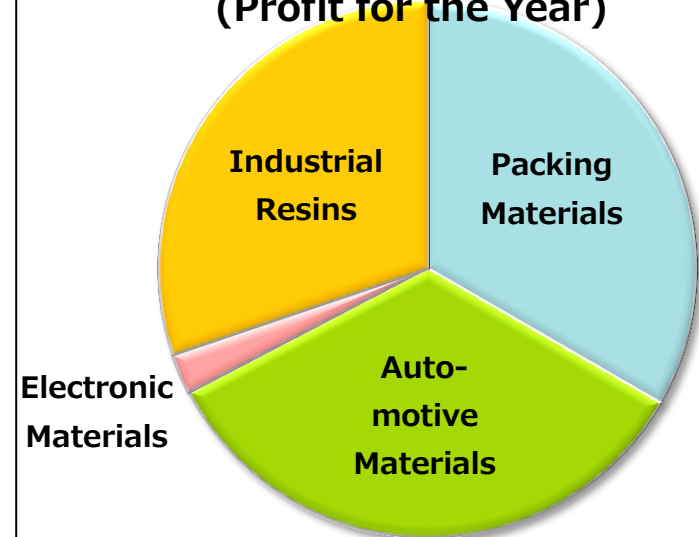 (Profit for the Year)
Industrial
Resins
Packing
Materials
Electronic
Materials
Auto-
motive
Materials